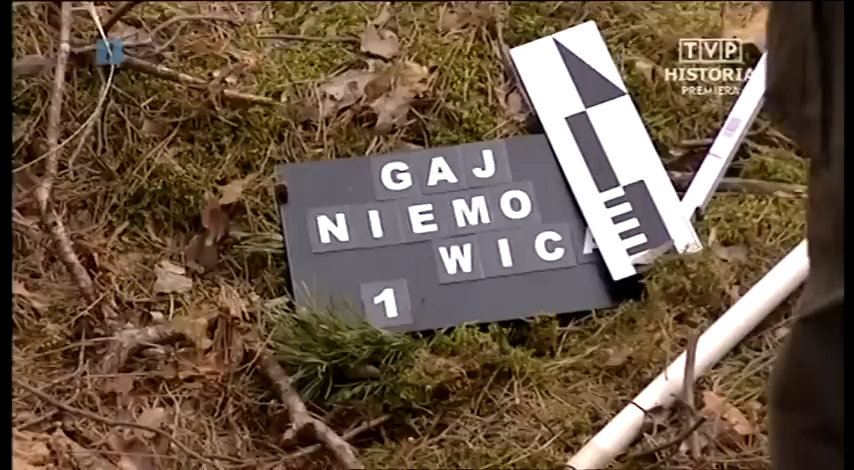 TVP
HISTORIA
PREMIERA
GAJ
NIEMO
WICA
1